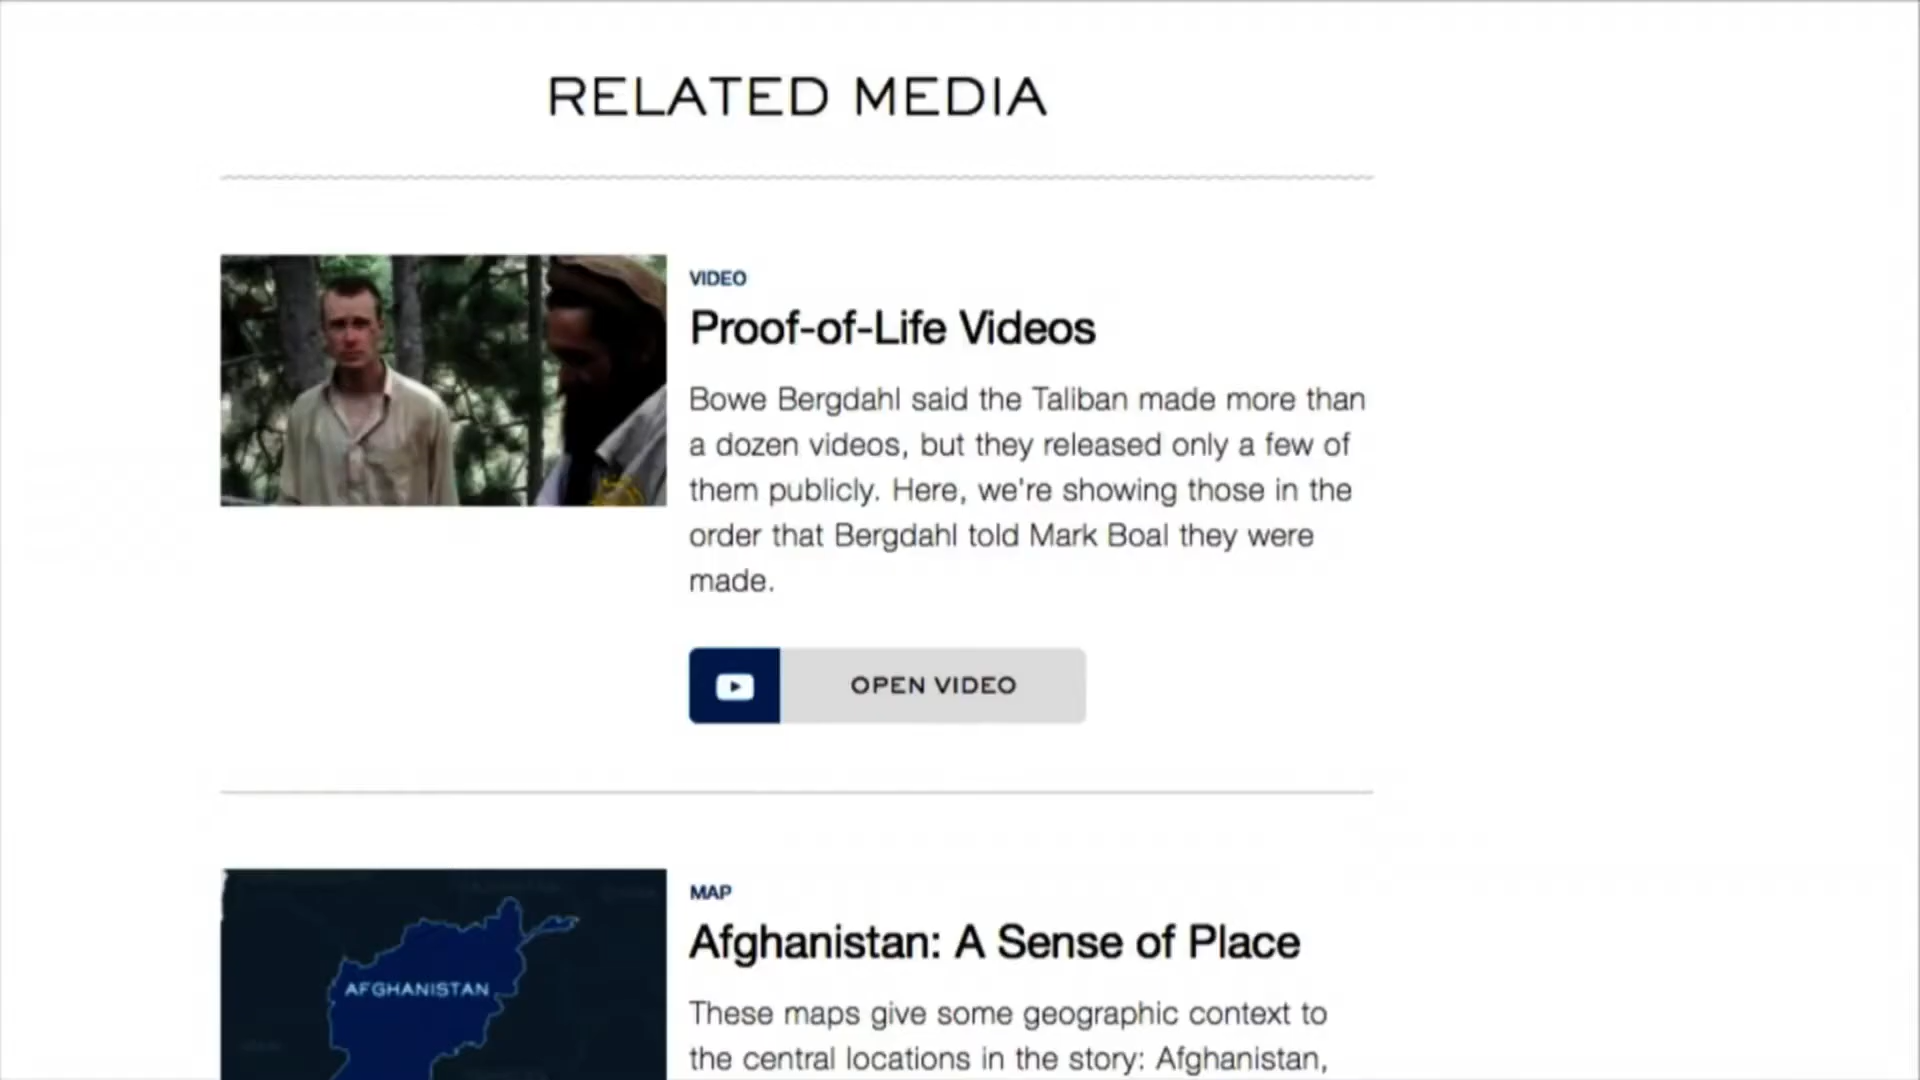 RELATED MEDIA
VIDEO
Proof-of-Life Videos
Bowe Bergdahl said the Taliban made more than
a dozen videos, but they released only a few of
them publicly. Here, we're showing those in the
order that Bergdahl told Mark Boal they were
made.
OPEN VIDEO
MAP
Afghanistan: A Sense of Place
AFGHANISTAN
These maps give some geographic context to
the central locations in the story: Afghanistan,